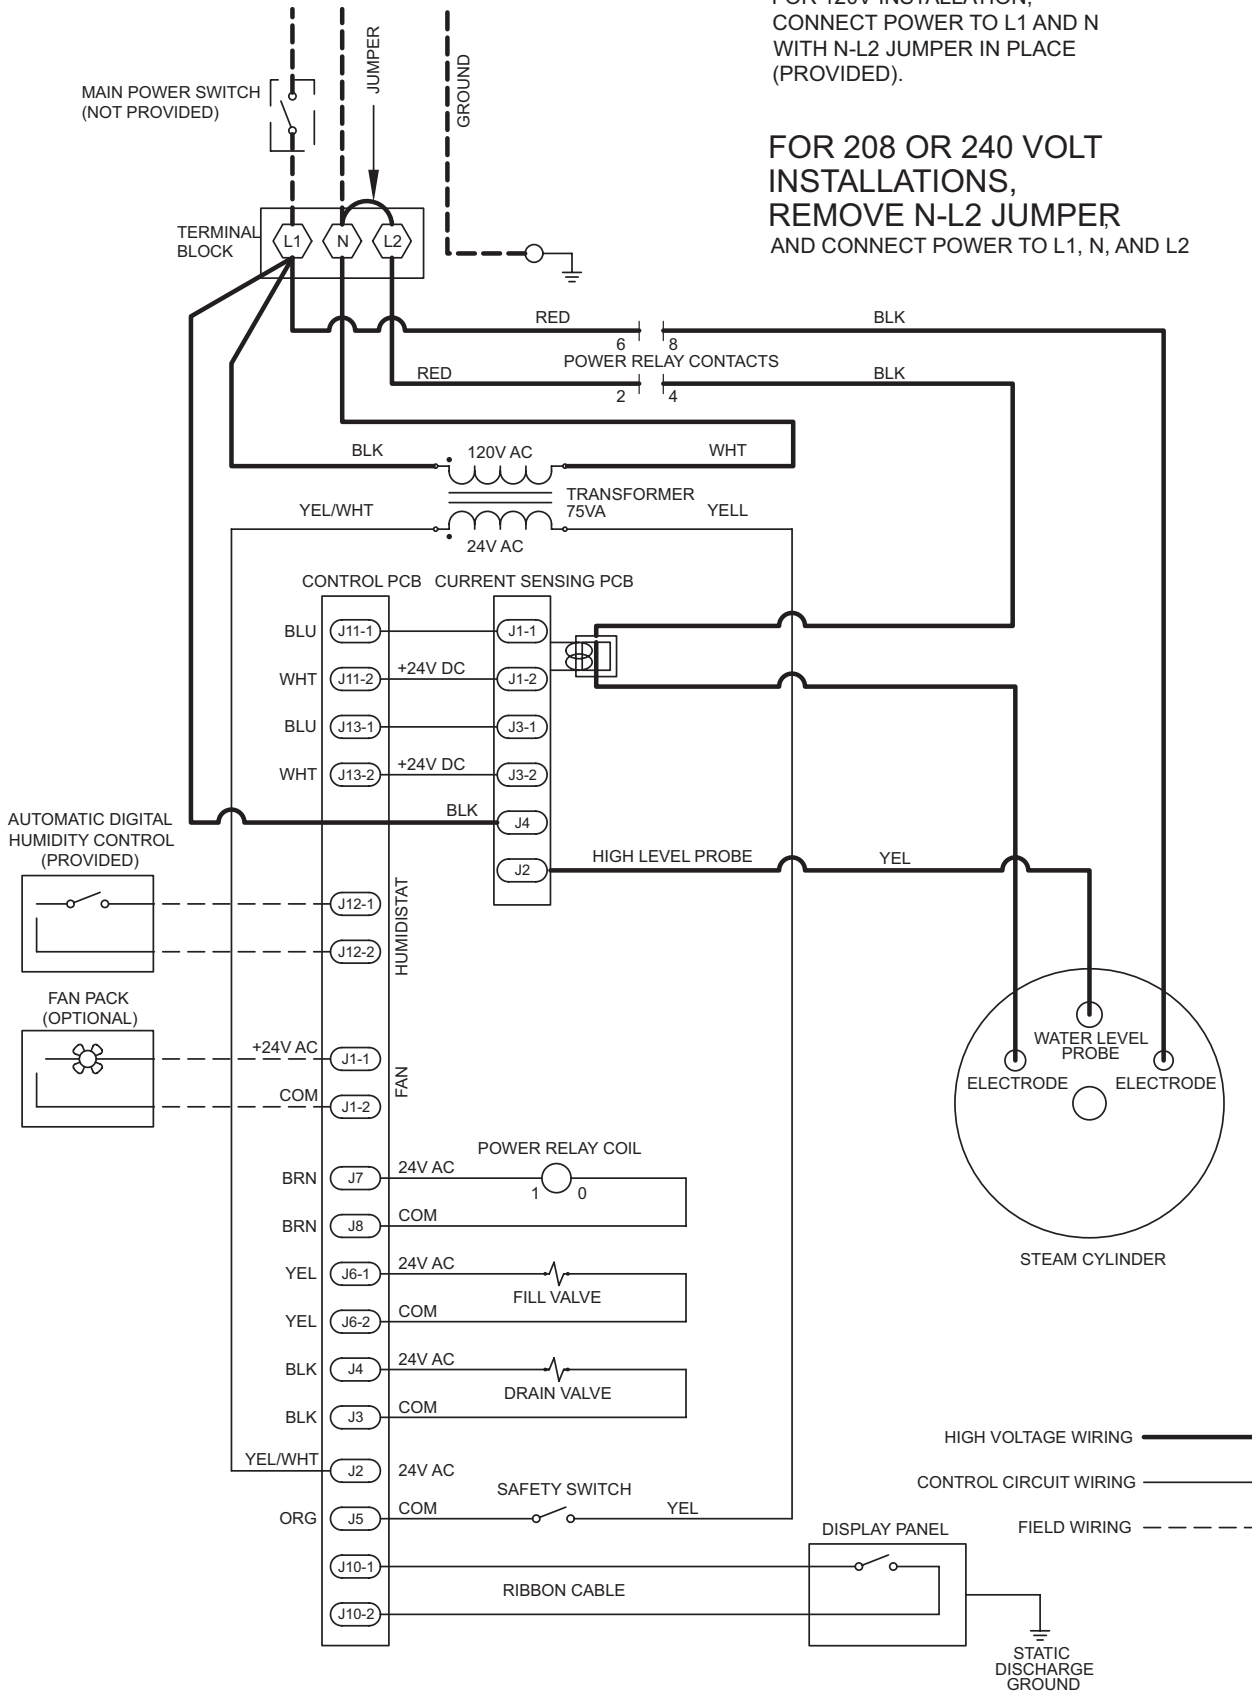 FOR 120V INSTALLATION,
CONNECT POWER TO L1 AND N
WITH N-L2 JUMPER IN PLACE
(PROVIDED).
FOR 208 OR 240 VOLT
INSTALLATIONS,
REMOVE N-L2 JUMPER,
AND CONNECT POWER TO L1, N, AND L2
MAIN POWER SWITCH
(NOT PROVIDED)
JUMPER
GROUND
TERMINAL
BLOCK
L1
N
L2
RED
BLK
6
8
POWER RELAY CONTACTS
RED
BLK
2
4
BLK
120V AC
WHT
TRANSFORMER
75VA
YEL/WHT
YELL
24V AC
CONTROL PCB
CURRENT SENSING PCB
BLU
J11-1
J1-1
WHT
J11-2
+24V DC
J1-2
BLU
J13-1
J3-1
WHT
J13-2
+24V DC
J3-2
BLK
J4
HIGH LEVEL PROBE
YEL
J2
AUTOMATIC DIGITAL
HUMIDITY CONTROL
(PROVIDED)
J12-1
J12-2
HUMIDISTAT
FAN PACK
(OPTIONAL)
+24V AC
J1-1
COM
J1-2
FAN
WATER LEVEL
PROBE
ELECTRODE
ELECTRODE
STEAM CYLINDER
POWER RELAY COIL
BRN
J7
24V AC
1
0
BRN
J8
COM
YEL
J6-1
24V AC
FILL VALVE
YEL
J6-2
COM
BLK
J4
24V AC
DRAIN VALVE
BLK
J3
COM
YEL/WHT
J2
24V AC
ORG
J5
COM
SAFETY SWITCH
YEL
J10-1
RIBBON CABLE
J10-2
DISPLAY PANEL
STATIC
DISCHARGE
GROUND
HIGH VOLTAGE WIRING
CONTROL CIRCUIT WIRING
FIELD WIRING